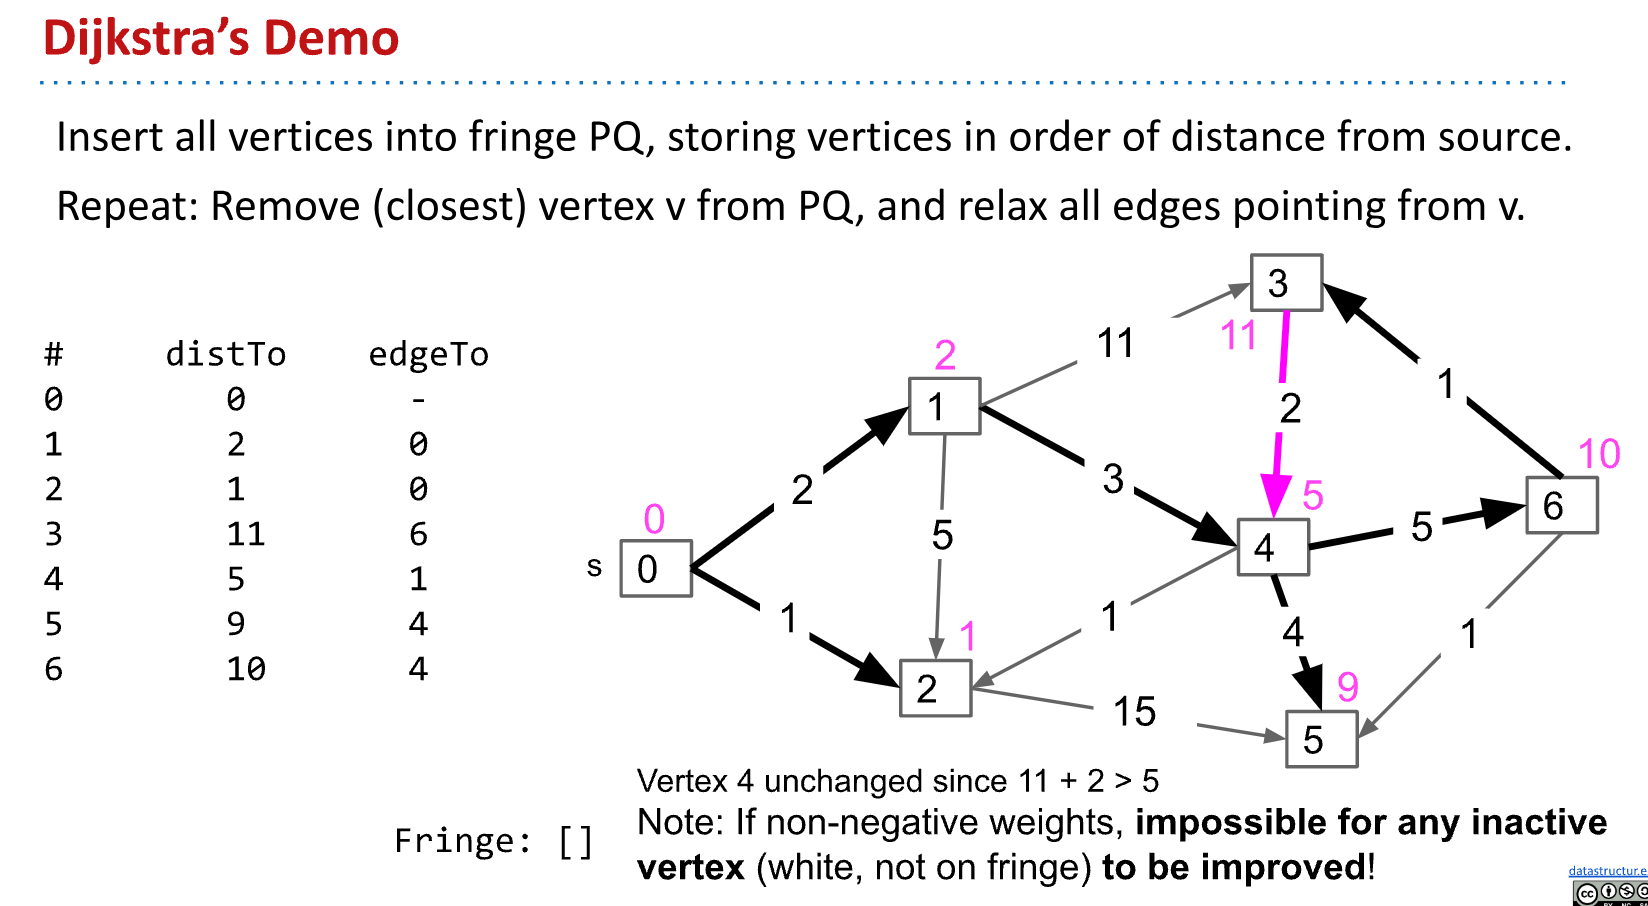 Dijkstra's Demo
Insert all vertices into fringe PQ, storing vertices in order of distance from source.
Repeat: Remove (closest) vertex v from PQ, and relax all edges pointing from v.
# distTo edgeTo
0 0 -
1 2 0
2 1 0
3 11 6
4 5 1
5 9 4
6 10 4
3
11
11
2
1
2
1
2
3
1
10
6
5
4
5
5
0
s 0
2
1
1
2
1
4
1
15
9
5
Vertex 4 unchanged since 11 + 2 > 5
Note: If non-negative weights, impossible for any inactive
vertex (white, not on fringe) to be improved!
Fringe: []
datastructur.e
cc